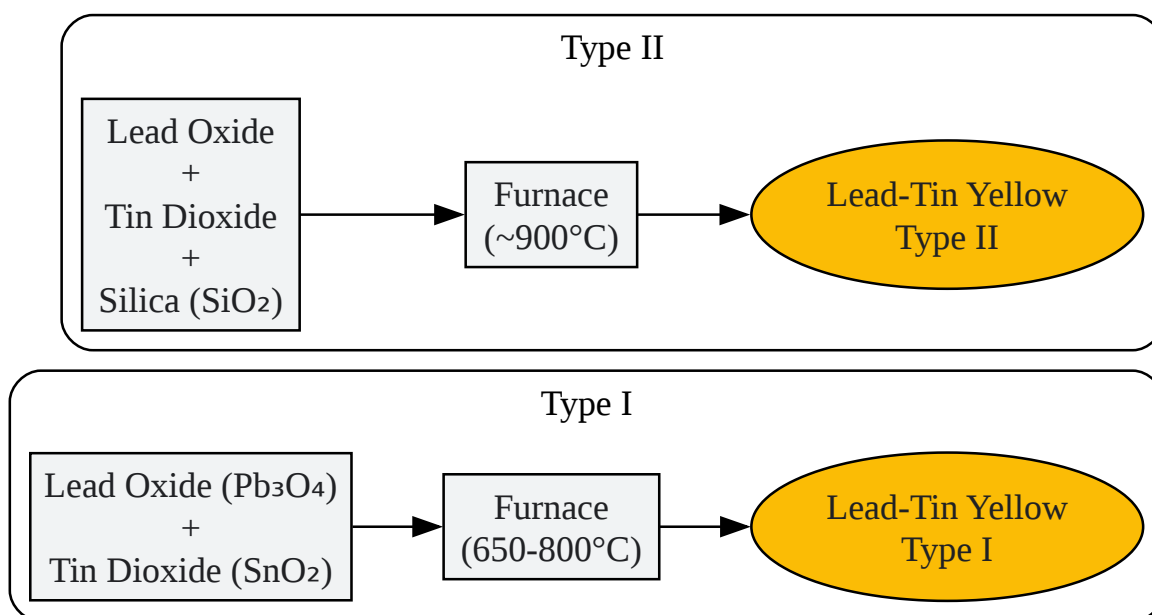 Type II
Lead Oxide
+
Tin Dioxide
+
Silica (SiO₂)
Furnace
(~900°C)
Lead-Tin Yellow
Type II
Type I
Lead Oxide (Pb₃O₄)
+
Tin Dioxide (SnO₂)
Furnace
(650-800°C)
Lead-Tin Yellow
Type I